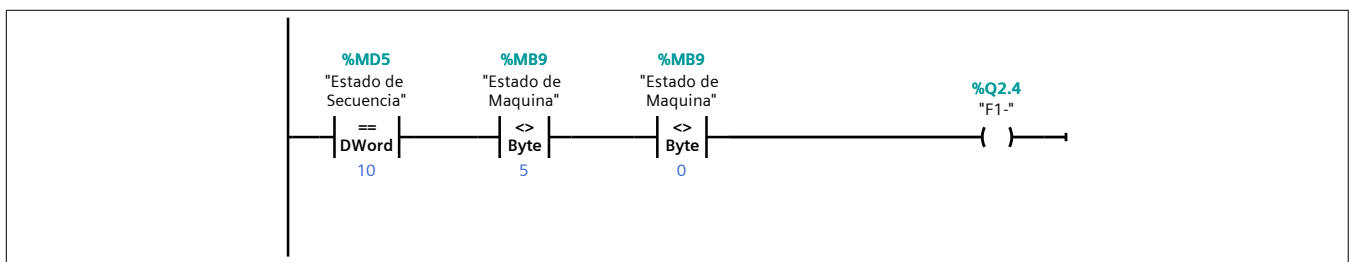 %MD5
"Estado de
Secuencia"
==
DWord
10
%MB9
"Estado de
Maquina"
<>
Byte
5
%MB9
"Estado de
Maquina"
<>
Byte
0
%Q2.4
"F1-"